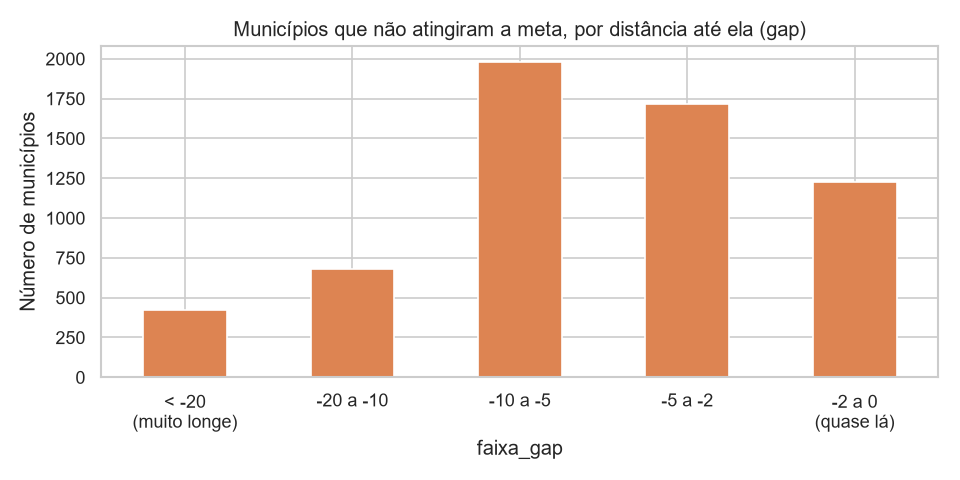 Municípios que não atingiram a meta, por distância até ela (gap)
Número de municípios
2000
1750
1500
1250
1000
750
500
250
0
< -20
(muito longe)
-20 a -10
-10 a -5
-5 a -2
-2 a 0
(quase lá)
faixa_gap